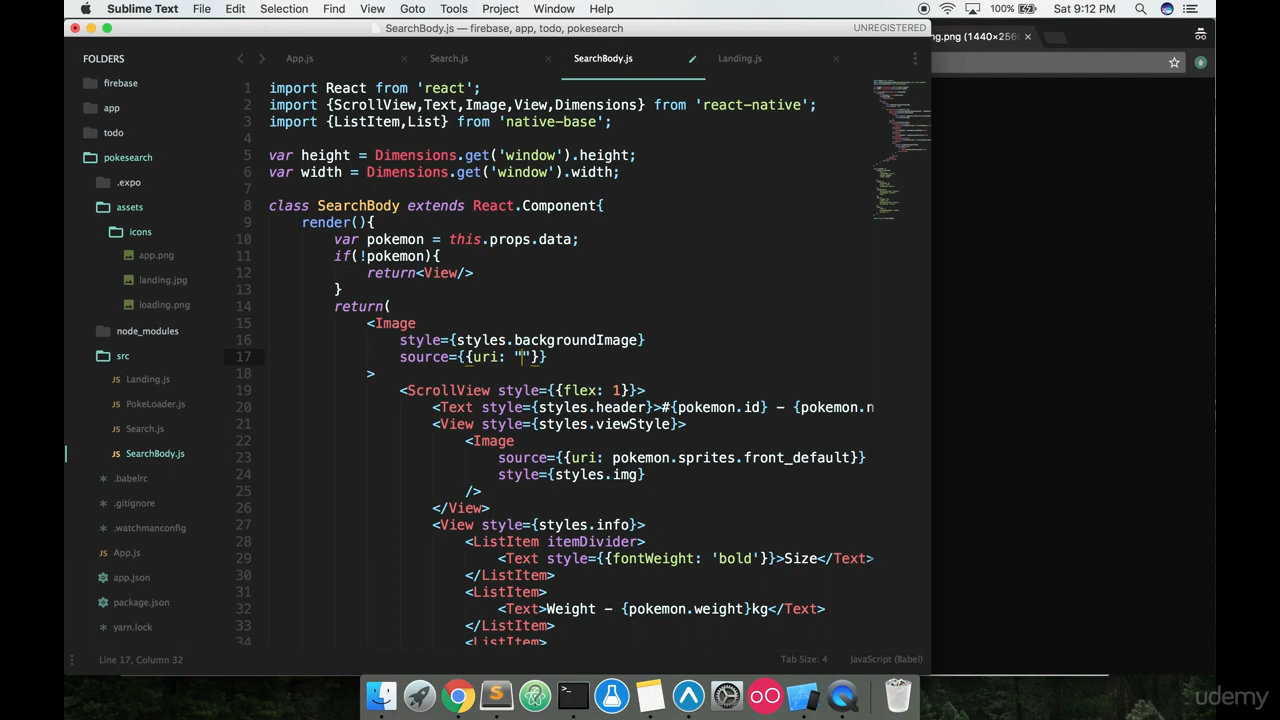 Sublime Text File Edit Selection Find View Goto Tools Project Window Help 100% Sat 9:12 PM
SearchBody.js — firebase, app, todo, pokesearch UNREGISTERED
ng.png (1440×256
FOLDERS
firebase
app
todo
pokesearch
.expo
assets
icons
app.png
landing.jpg
loading.png
node_modules
src
Landing.js
PokeLoader.js
Search.js
SearchBody.js
.babelrc
.gitignore
.watchmanconfig
App.js
app.json
package.json
yarn.lock
App.js Search.js SearchBody.js Landing.js
1 import React from 'react';
2 import {ScrollView,Text,Image,View,Dimensions} from 'react-native';
3 import {ListItem,List} from 'native-base';
4
5 var height = Dimensions.get('window').height;
6 var width = Dimensions.get('window').width;
7
8 class SearchBody extends React.Component{
9 render(){
10 var pokemon = this.props.data;
11 if(!pokemon){
12 return<View/>
13 }
14 return(
15 <Image
16 style={styles.backgroundImage}
17 source={{uri: ""}}
18 >
19 <ScrollView style={{flex: 1}}>
20 <Text style={styles.header}>#{pokemon.id} - {pokemon.n
21 <View style={styles.viewStyle}>
22 <Image
23 source={{uri: pokemon.sprites.front_default}}
24 style={styles.img}
25 />
26 </View>
27 <View style={styles.info}>
28 <ListItem itemDivider>
29 <Text style={{fontWeight: 'bold'}}>Size</Text>
30 </ListItem>
31 <ListItem>
32 <Text>Weight - {pokemon.weight}kg</Text>
33 </ListItem>
34 <ListItem>
Line 17, Column 32 Tab Size: 4 JavaScript (Babel)
udemy